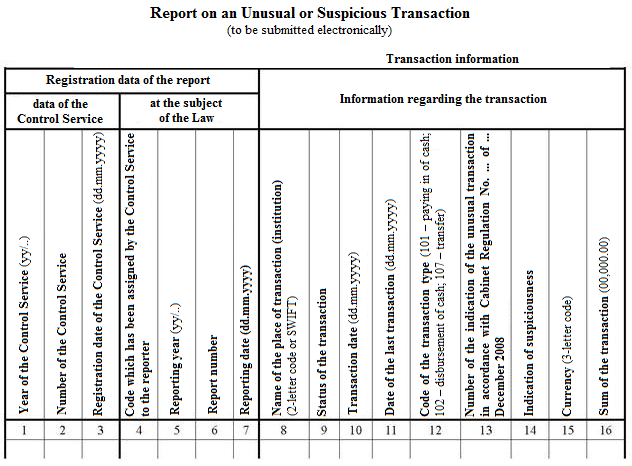 Report on an Unusual or Suspicious Transaction
(to be submitted electronically)
Transaction information
Registration data of the report
data of the
Control Service
at the subject
of the Law
Information regarding the transaction
Year of the Control Service (yy/..)
Number of the Control Service
Registration date of the Control Service (dd.mm.yyyy)
Code which has been assigned by the Control Service
to the reporter
Reporting year (yy/..)
Report number
Reporting date (dd.mm.yyyy)
Name of the place of transaction (institution)
(2-letter code or SWIFT)
Status of the transaction
Transaction date (dd.mm.yyyy)
Date of the last transaction (dd.mm.yyyy)
Code of the transaction type (101 – paying in of cash;
102 – disbursement of cash; 107 – transfer)
Number of the indication of the unusual transaction
in accordance with Cabinet Regulation No. ... of ...
December 2008
Indication of suspiciousness
Currency (3-letter code)
Sum of the transaction (00,000.00)
1 2 3 4 5 6 7 8 9 10 11 12 13 14 15 16